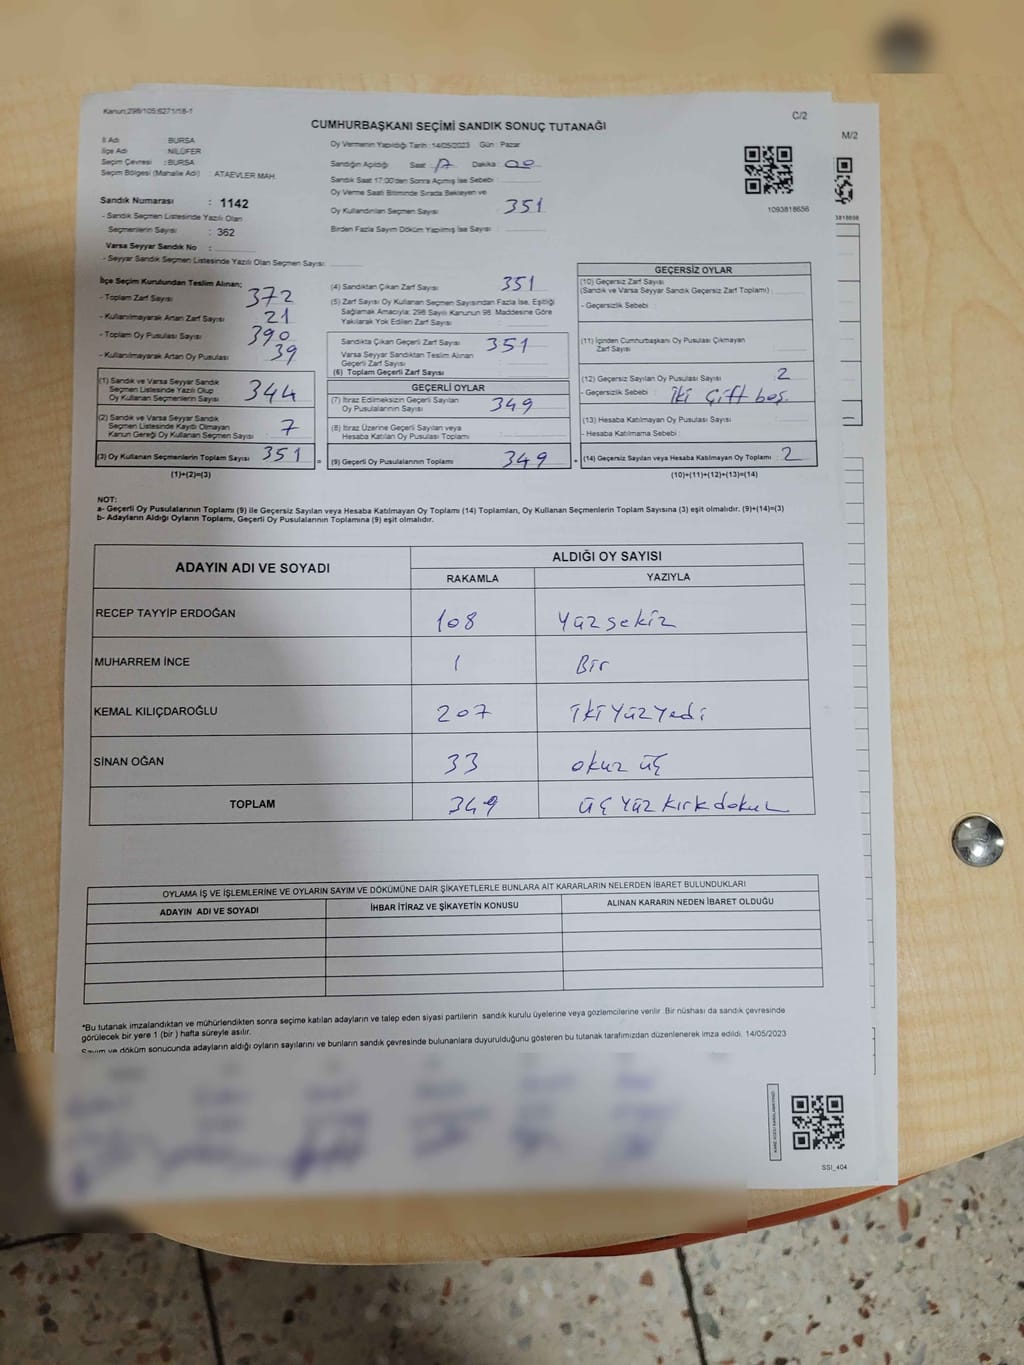 Kanun;298/105;6271/18-1
C/2
M/2
CUMHURBAŞKANI SEÇİMİ SANDIK SONUÇ TUTANAĞI
İl Adı : BURSA
İlçe Adı : NİLÜFER
Seçim Çevresi : BURSA
Seçim Bölgesi (Mahalle Adı) : ATAEVLER MAH.
Sandık Numarası : 1142
- Sandık Seçmen Listesinde Yazılı Olan
Seçmenlerin Sayısı : 362
Varsa Seyyar Sandık No :
- Seyyar Sandık Seçmen Listesinde Yazılı Olan Seçmen Sayısı:
Oy Vermenin Yapıldığı Tarih : 14/05/2023 Gün : Pazar
Sandığın Açıldığı Saat : 17 Dakika : 00
Sandık Saat 17:00'den Sonra Açılmış İse Sebebi :
Oy Verme Saati Bitiminde Sırada Bekleyen ve
Oy Kullandırılan Seçmen Sayısı 351
Birden Fazla Sayım Döküm Yapılmış İse Sayısı :
1093818656
İlçe Seçim Kurulundan Teslim Alınan;
- Toplam Zarf Sayısı 372
- Kullanılmayarak Artan Zarf Sayısı 21
- Toplam Oy Pusulası Sayısı 390
- Kullanılmayarak Artan Oy Pusulası 39
(1) Sandık ve Varsa Seyyar Sandık
Seçmen Listesinde Yazılı Olup
Oy Kullanan Seçmenlerin Sayısı : 344
(2) Sandık ve Varsa Seyyar Sandık
Seçmen Listesinde Kaydı Olmayan
Kanun Gereği Oy Kullanan Seçmen Sayısı : 7
(3) Oy Kullanan Seçmenlerin Toplam Sayısı : 351 =
(1)+(2)=(3)
(4) Sandıktan Çıkan Zarf Sayısı 351
(5) Zarf Sayısı Oy Kullanan Seçmen Sayısından Fazla İse, Eşitliği
Sağlamak Amacıyla; 298 Sayılı Kanunun 98. Maddesine Göre
Yakılarak Yok Edilen Zarf Sayısı :
Sandıkta Çıkan Geçerli Zarf Sayısı 351
Varsa Seyyar Sandıktan Teslim Alınan
Geçerli Zarf Sayısı :
(6) Toplam Geçerli Zarf Sayısı
GEÇERLİ OYLAR
(7) İtiraz Edilmeksizin Geçerli Sayılan
Oy Pusulalarının Sayısı : 349
(8) İtiraz Üzerine Geçerli Sayılan veya
Hesaba Katılan Oy Pusulası Toplamı :
(9) Geçerli Oy Pusulalarının Toplamı 349 +
GEÇERSİZ OYLAR
(10) Geçersiz Zarf Sayısı
(Sandık ve Varsa Seyyar Sandık Geçersiz Zarf Toplamı) :
- Geçersizlik Sebebi :
(11) İçinden Cumhurbaşkanı Oy Pusulası Çıkmayan
Zarf Sayısı :
(12) Geçersiz Sayılan Oy Pusulası Sayısı : 2
- Geçersizlik Sebebi : iki çift boş
(13) Hesaba Katılmayan Oy Pusulası Sayısı :
- Hesaba Katılmama Sebebi :
(14) Geçersiz Sayılan veya Hesaba Katılmayan Oy Toplamı : 2
(10)+(11)+(12)+(13)=(14)
NOT:
a- Geçerli Oy Pusulalarının Toplamı (9) ile Geçersiz Sayılan veya Hesaba Katılmayan Oy Toplamı (14) Toplamları, Oy Kullanan Seçmenlerin Toplam Sayısına (3) eşit olmalıdır. (9)+(14)=(3)
b- Adayların Aldığı Oyların Toplamı, Geçerli Oy Pusulalarının Toplamına (9) eşit olmalıdır.
ADAYIN ADI VE SOYADI ALDIĞI OY SAYISI
RAKAMLA YAZIYLA
RECEP TAYYİP ERDOĞAN 108 Yüzsekiz
MUHARREM İNCE 1 Bir
KEMAL KILIÇDAROĞLU 207 ikiyüzyedi
SİNAN OĞAN 33 otuz üç
TOPLAM 349 üç yüz kırk dokuz
OYLAMA İŞ VE İŞLEMLERİNE VE OYLARIN SAYIM VE DÖKÜMÜNE DAİR ŞİKAYETLERLE BUNLARA AİT KARARLARIN NELERDEN İBARET BULUNDUKLARI
ADAYIN ADI VE SOYADI İHBAR İTİRAZ VE ŞİKAYETİN KONUSU ALINAN KARARIN NEDEN İBARET OLDUĞU
*Bu tutanak imzalandıktan ve mühürlendikten sonra seçime katılan adayların ve talep eden siyasi partilerin sandık kurulu üyelerine veya gözlemcilerine verilir. Bir nüshası da sandık çevresinde
görülecek bir yere 1 (bir ) hafta süreyle asılır.
Sayım ve döküm sonucunda adayların aldığı oyların sayılarını ve bunların sandık çevresinde bulunanlara duyurulduğunu gösteren bu tutanak tarafımızdan düzenlenerek imza edildi. 14/05/2023
SSI_404